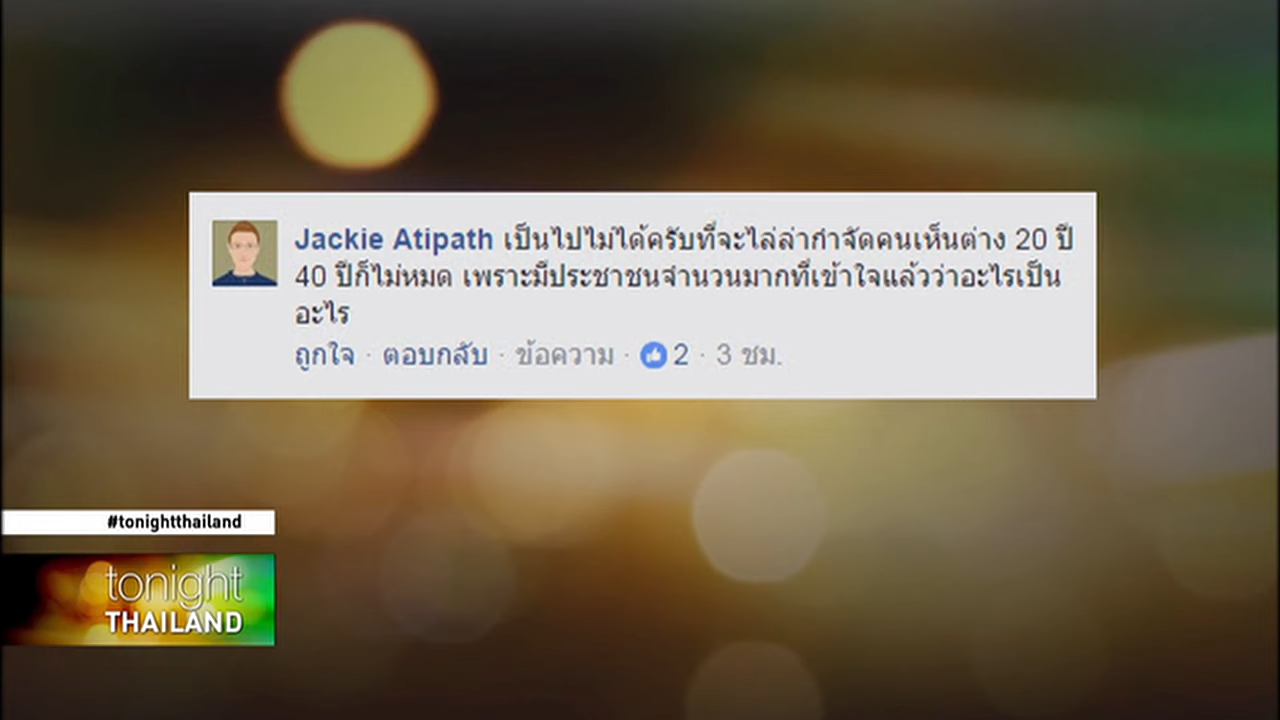 Jackie Atipath เป็นไปไม่ได้ครับที่จะไล่ล่ากำจัดคนเห็นต่าง 20 ปี
40 ปีก็ไม่หมด เพราะมีประชาชนจำนวนมากที่เข้าใจแล้วว่าอะไรเป็น
อะไร
ถูกใจ · ตอบกลับ · ข้อความ · 2 · 3 ชม.
#tonightthailand
tonight
THAILAND